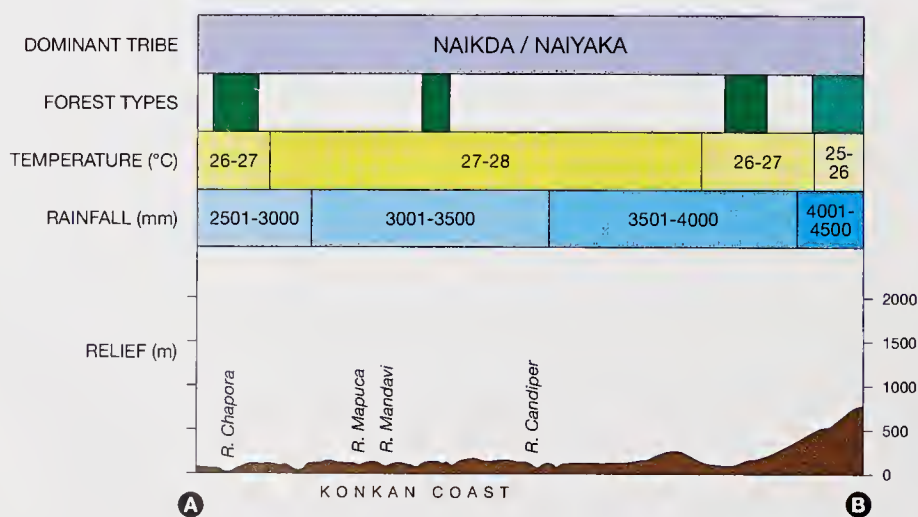 DOMINANT TRIBE
NAIKDA / NAIYAKA
FOREST TYPES
TEMPERATURE (°C)
26-27
27-28
26-27
25-
26
RAINFALL (mm)
2501-3000
3001-3500
3501-4000
4001-
4500
RELIEF (m)
2000
1500
1000
500
0
R. Chapora
R. Mapuca
R. Mandavi
R. Candiper
A
KONKAN COAST
B